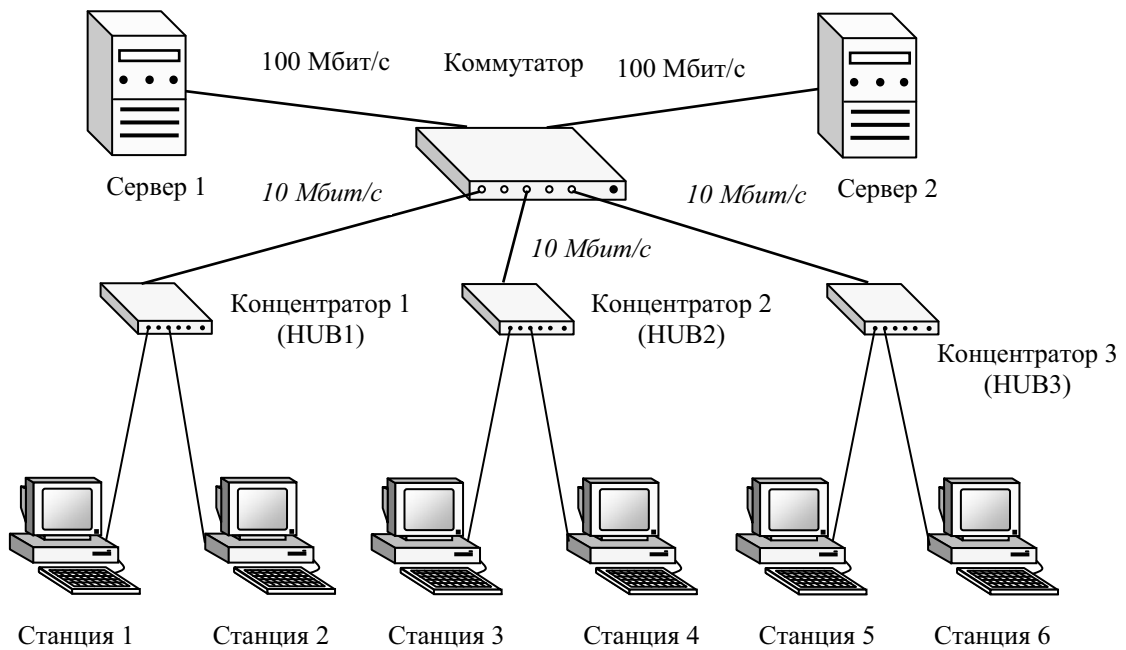 100 Мбит/с
Коммутатор
100 Мбит/с
Сервер 1
10 Мбит/с
10 Мбит/с
Сервер 2
10 Мбит/с
Концентратор 1
(HUB1)
Концентратор 2
(HUB2)
Концентратор 3
(HUB3)
Станция 1
Станция 2
Станция 3
Станция 4
Станция 5
Станция 6